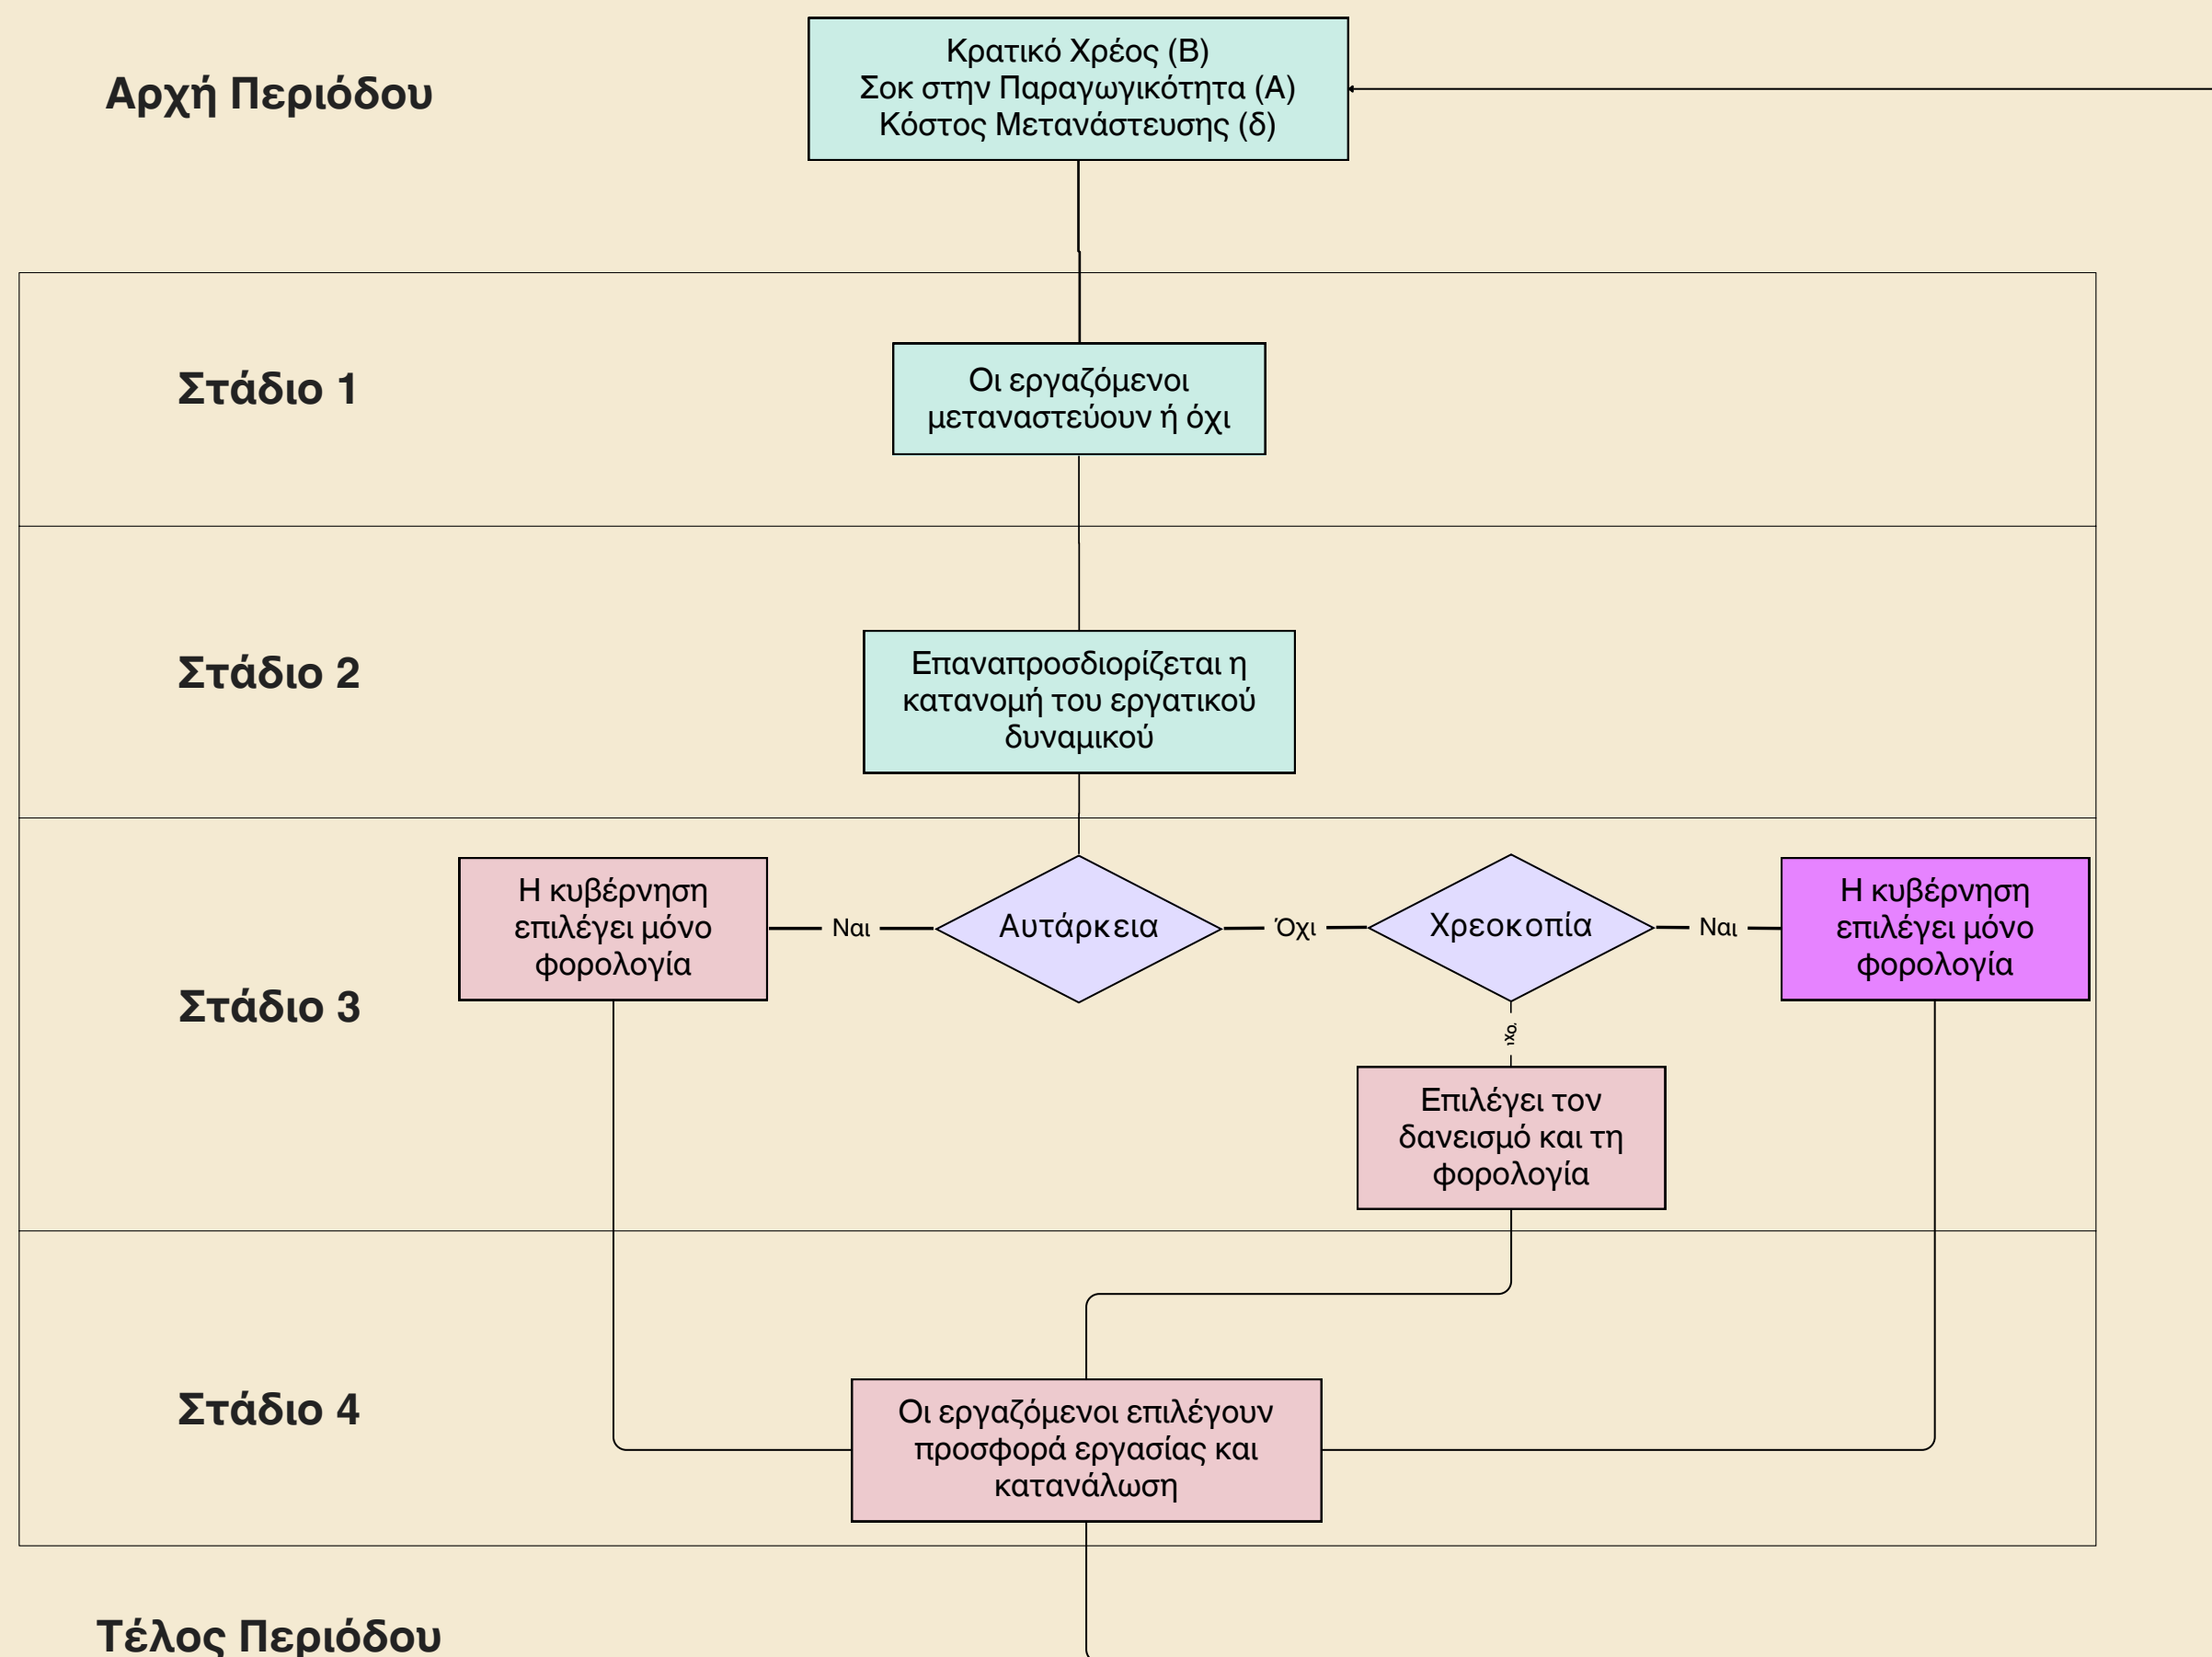 Αρχή Περιόδου
Κρατικό Χρέος (Β)
Σοκ στην Παραγωγικότητα (Α)
Κόστος Μετανάστευσης (δ)
Στάδιο 1
Οι εργαζόμενοι
μεταναστεύουν ή όχι
Στάδιο 2
Επαναπροσδιορίζεται η
κατανομή του εργατικού
δυναμικού
Στάδιο 3
Η κυβέρνηση
επιλέγει μόνο
φορολογία
Ναι
Αυτάρκεια
Όχι
Χρεοκοπία
Ναι
Η κυβέρνηση
επιλέγει μόνο
φορολογία
Όχι
Επιλέγει τον
δανεισμό και τη
φορολογία
Στάδιο 4
Οι εργαζόμενοι επιλέγουν
προσφορά εργασίας και
κατανάλωση
Τέλος Περιόδου